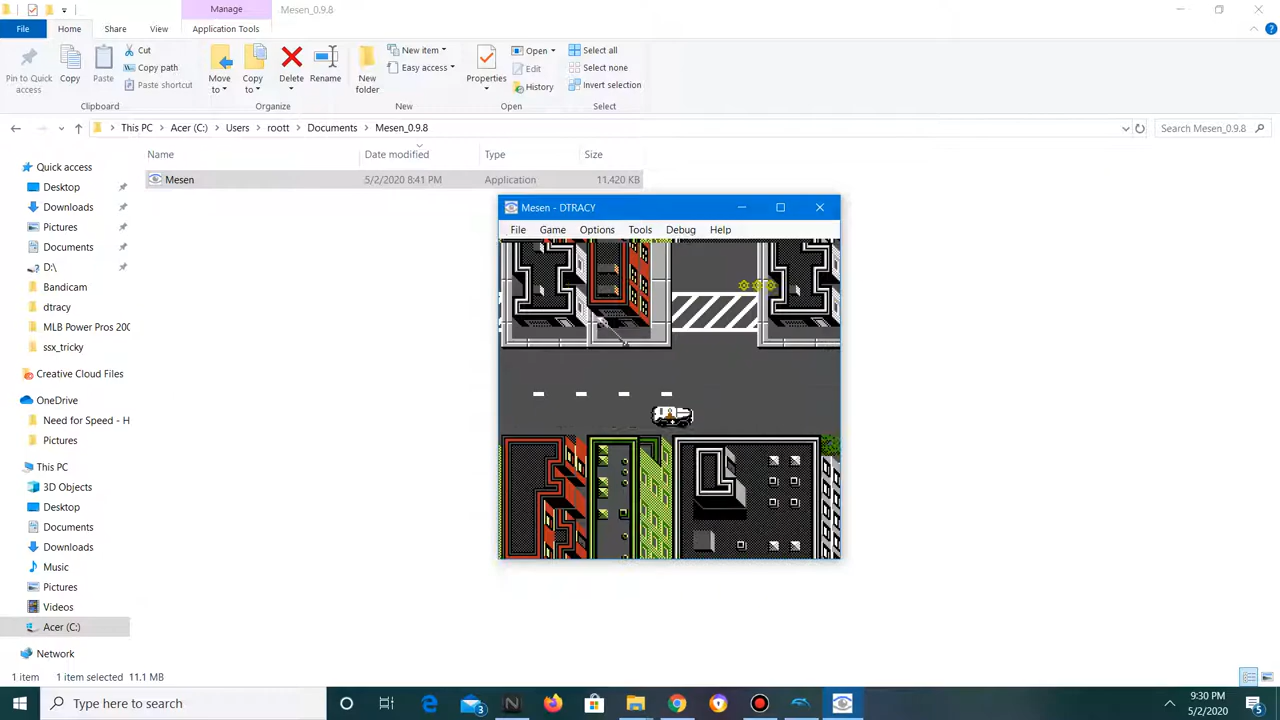 Manage
Mesen_0.9.8
File
Home
Share
View
Application Tools
Pin to Quick access
Copy
Paste
Cut
Copy path
Paste shortcut
Clipboard
Move to
Copy to
Delete
Rename
Organize
New folder
New item
Easy access
New
Properties
Open
Edit
History
Open
Select all
Select none
Invert selection
Select
This PC
Acer (C:)
Users
roott
Documents
Mesen_0.9.8
Search Mesen_0.9.8
Name
Date modified
Type
Size
Mesen
5/2/2020 8:41 PM
Application
11,420 KB
Quick access
Desktop
Downloads
Pictures
Documents
D:\
Bandicam
dtracy
MLB Power Pros 200
ssx_tricky
Creative Cloud Files
OneDrive
Need for Speed - H
Pictures
This PC
3D Objects
Desktop
Documents
Downloads
Music
Pictures
Videos
Acer (C:)
Network
Mesen - DTRACY
File
Game
Options
Tools
Debug
Help
1 item
1 item selected 11.1 MB
Type here to search
3
9:30 PM
5/2/2020
5